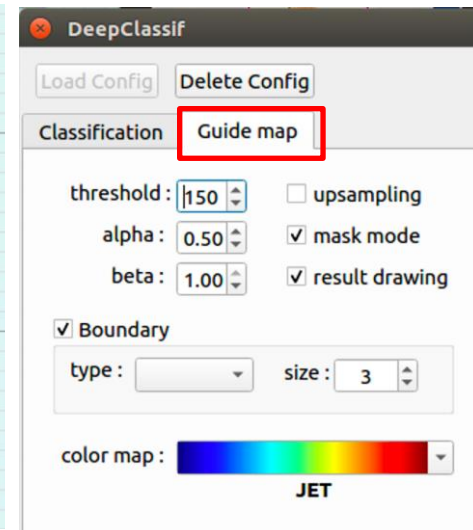 DeepClassif
Load Config Delete Config
Classification Guide map
threshold : 150 upsampling
alpha : 0.50 mask mode
beta : 1.00 result drawing
Boundary
type : size : 3
color map :
JET